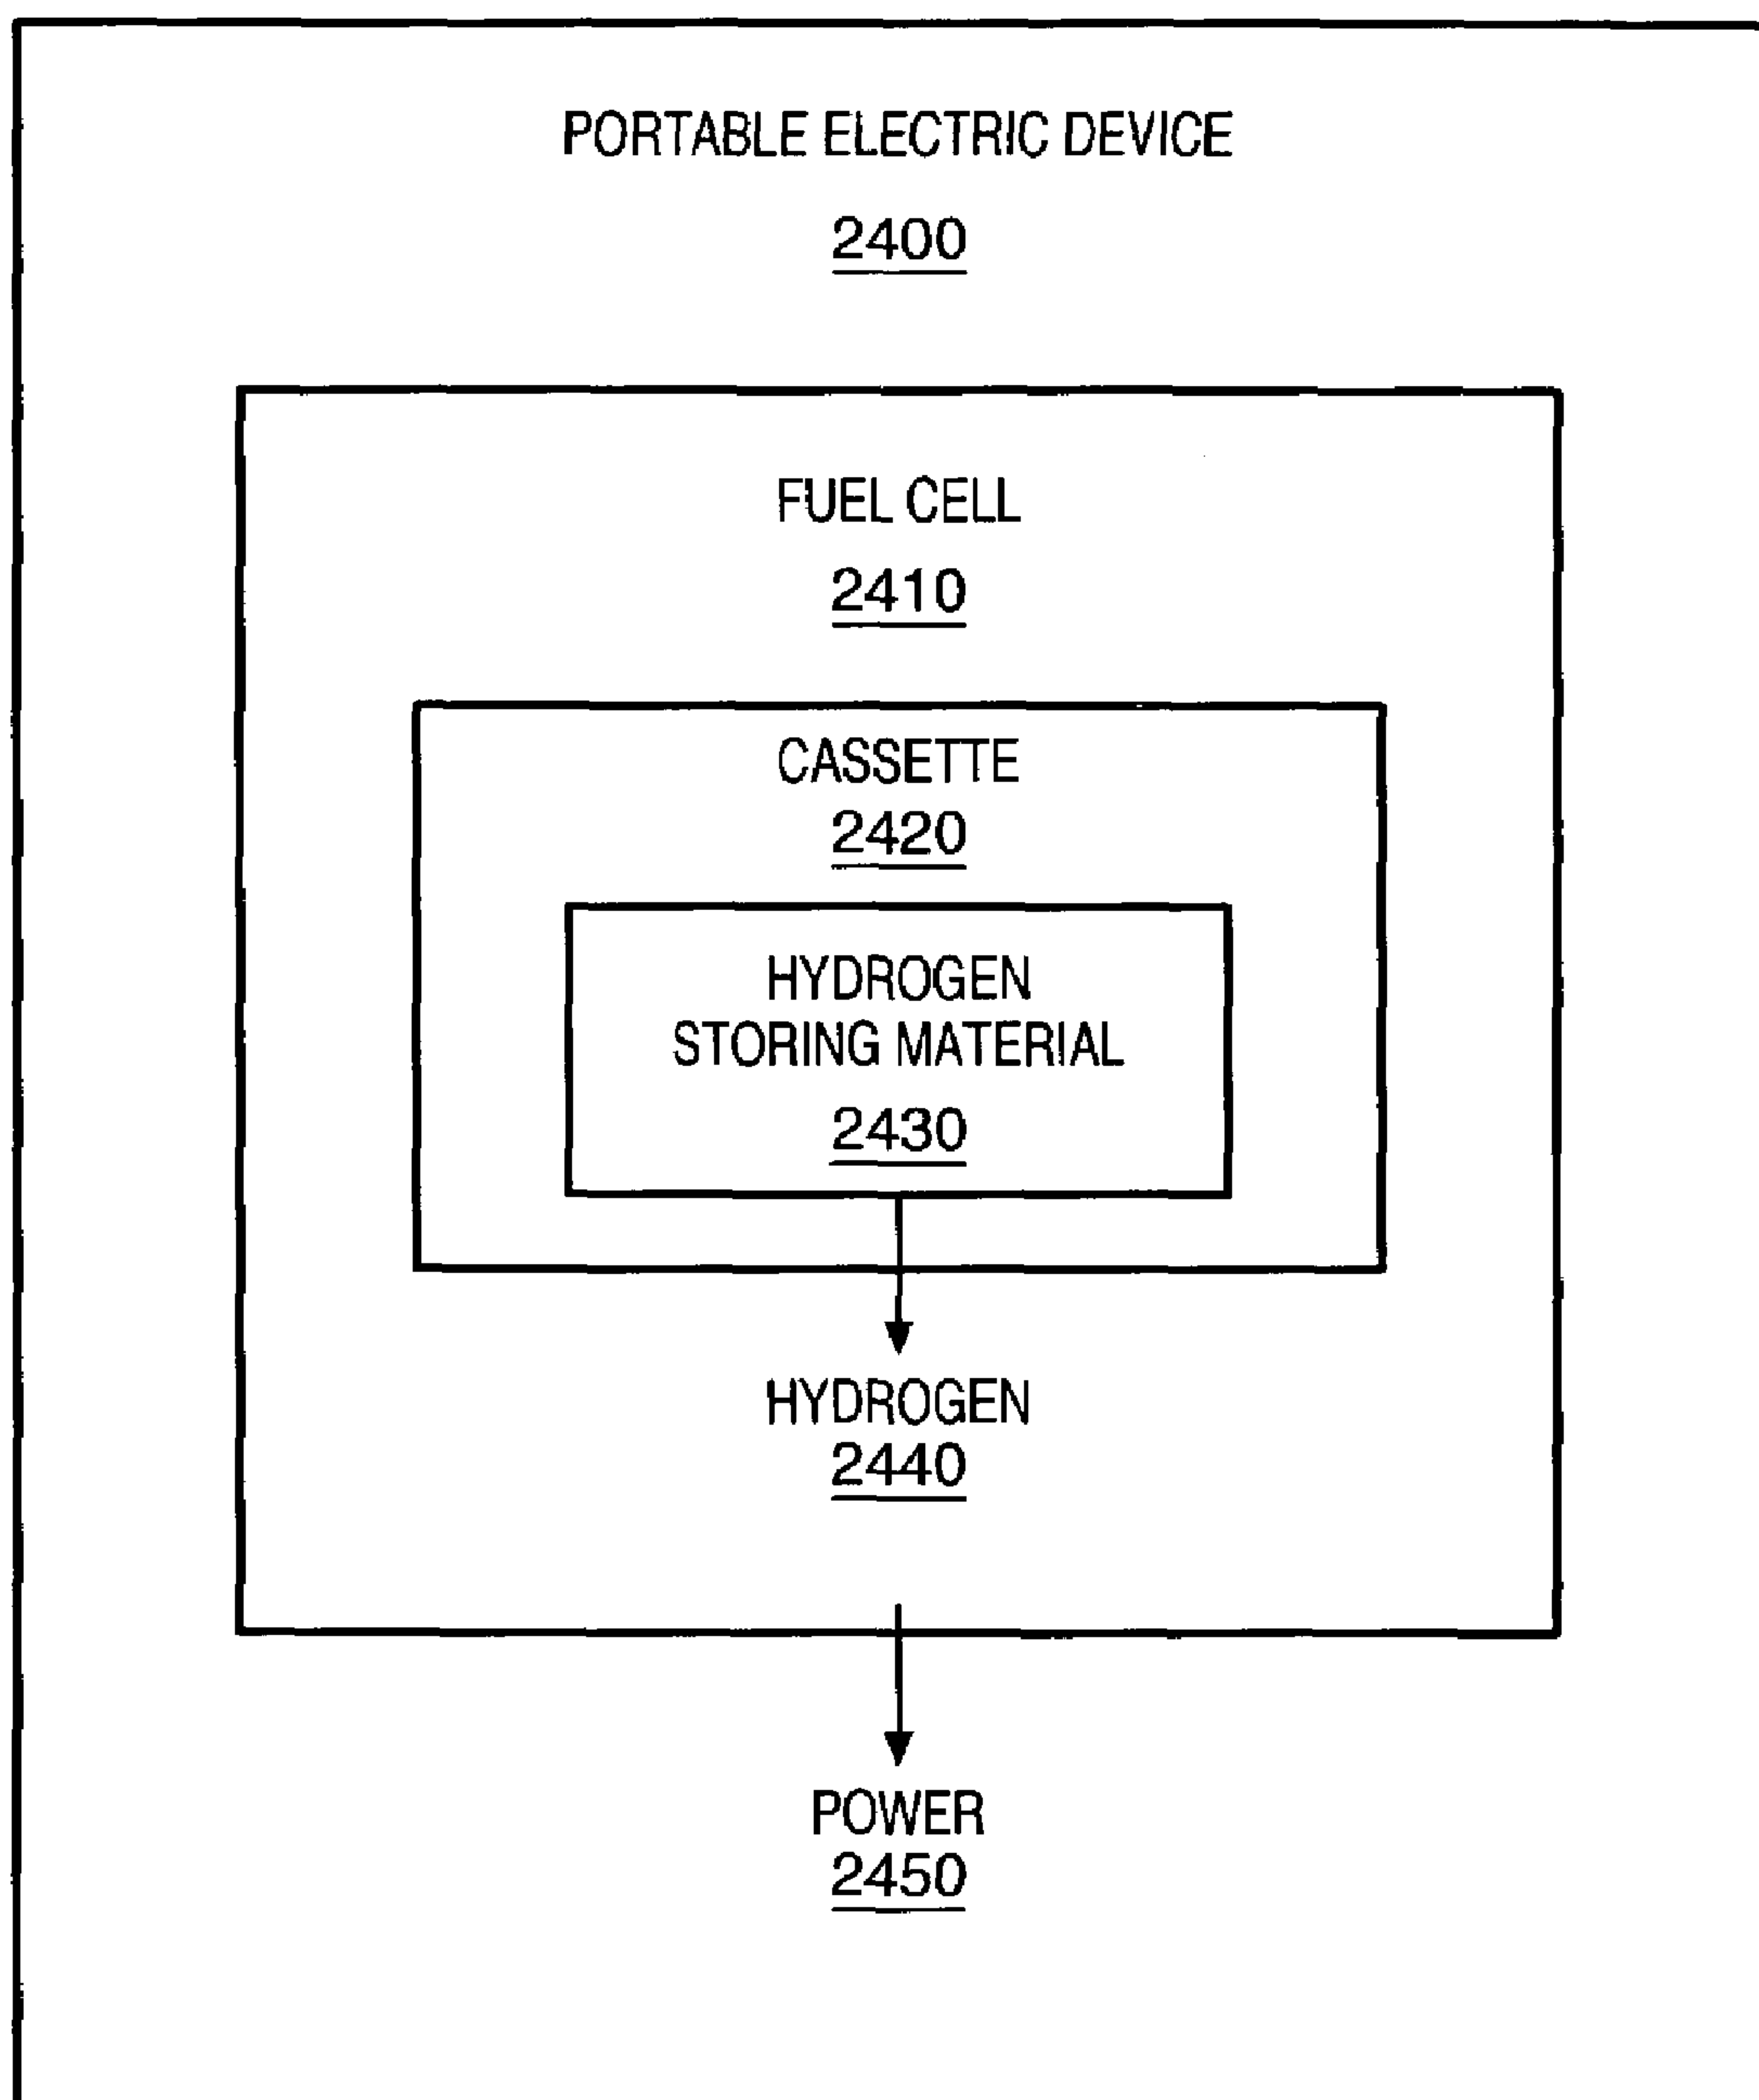 PORTABLE ELECTRIC DEVICE
2400
FUEL CELL
2410
CASSETTE
2420
HYDROGEN
STORING MATERIAL
2430
HYDROGEN
2440
POWER
2450